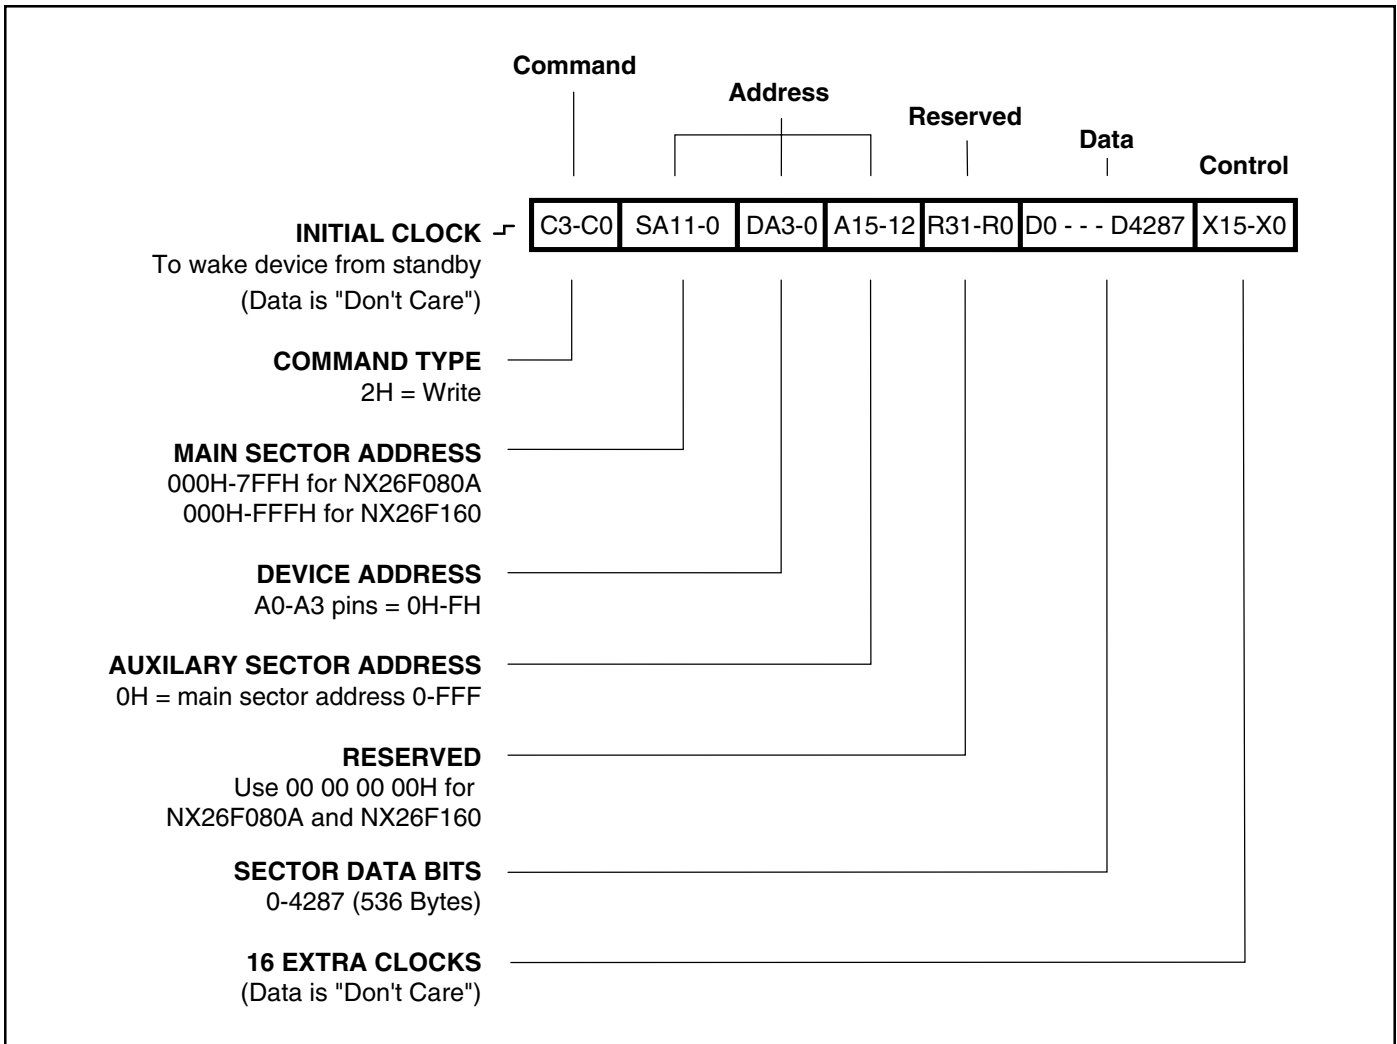 Command
Address
Reserved
Data
Control
C3-C0 SA11-0 DA3-0 A15-12 R31-R0 D0 - - - D4287 X15-X0
INITIAL CLOCK
To wake device from standby
(Data is "Don't Care")
COMMAND TYPE
2H = Write
MAIN SECTOR ADDRESS
000H-7FFH for NX26F080A
000H-FFFH for NX26F160
DEVICE ADDRESS
A0-A3 pins = 0H-FH
AUXILARY SECTOR ADDRESS
0H = main sector address 0-FFF
RESERVED
Use 00 00 00 00H for
NX26F080A and NX26F160
SECTOR DATA BITS
0-4287 (536 Bytes)
16 EXTRA CLOCKS
(Data is "Don't Care")